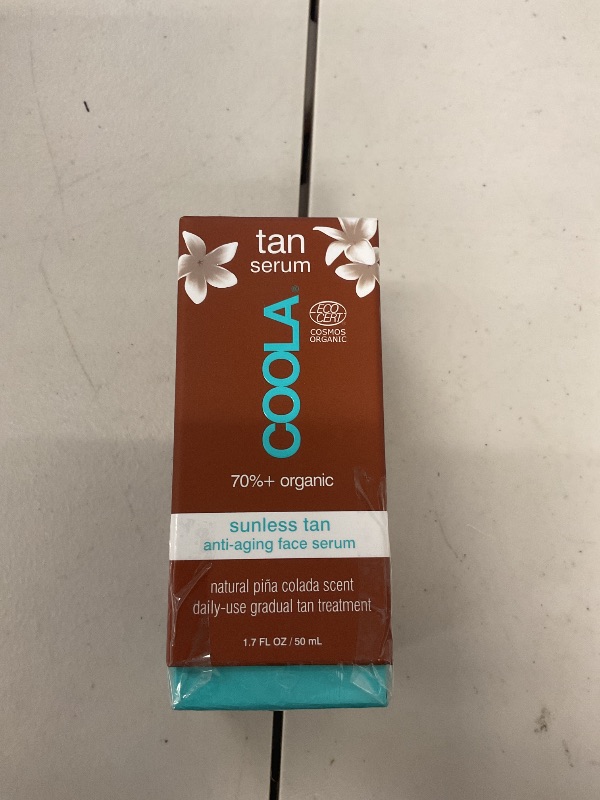 tan
serum
COOLA®
ECO
CERT
COSMOS
ORGANIC
70%+ organic
sunless tan
anti-aging face serum
natural piña colada scent
daily-use gradual tan treatment
1.7 FL OZ / 50 mL